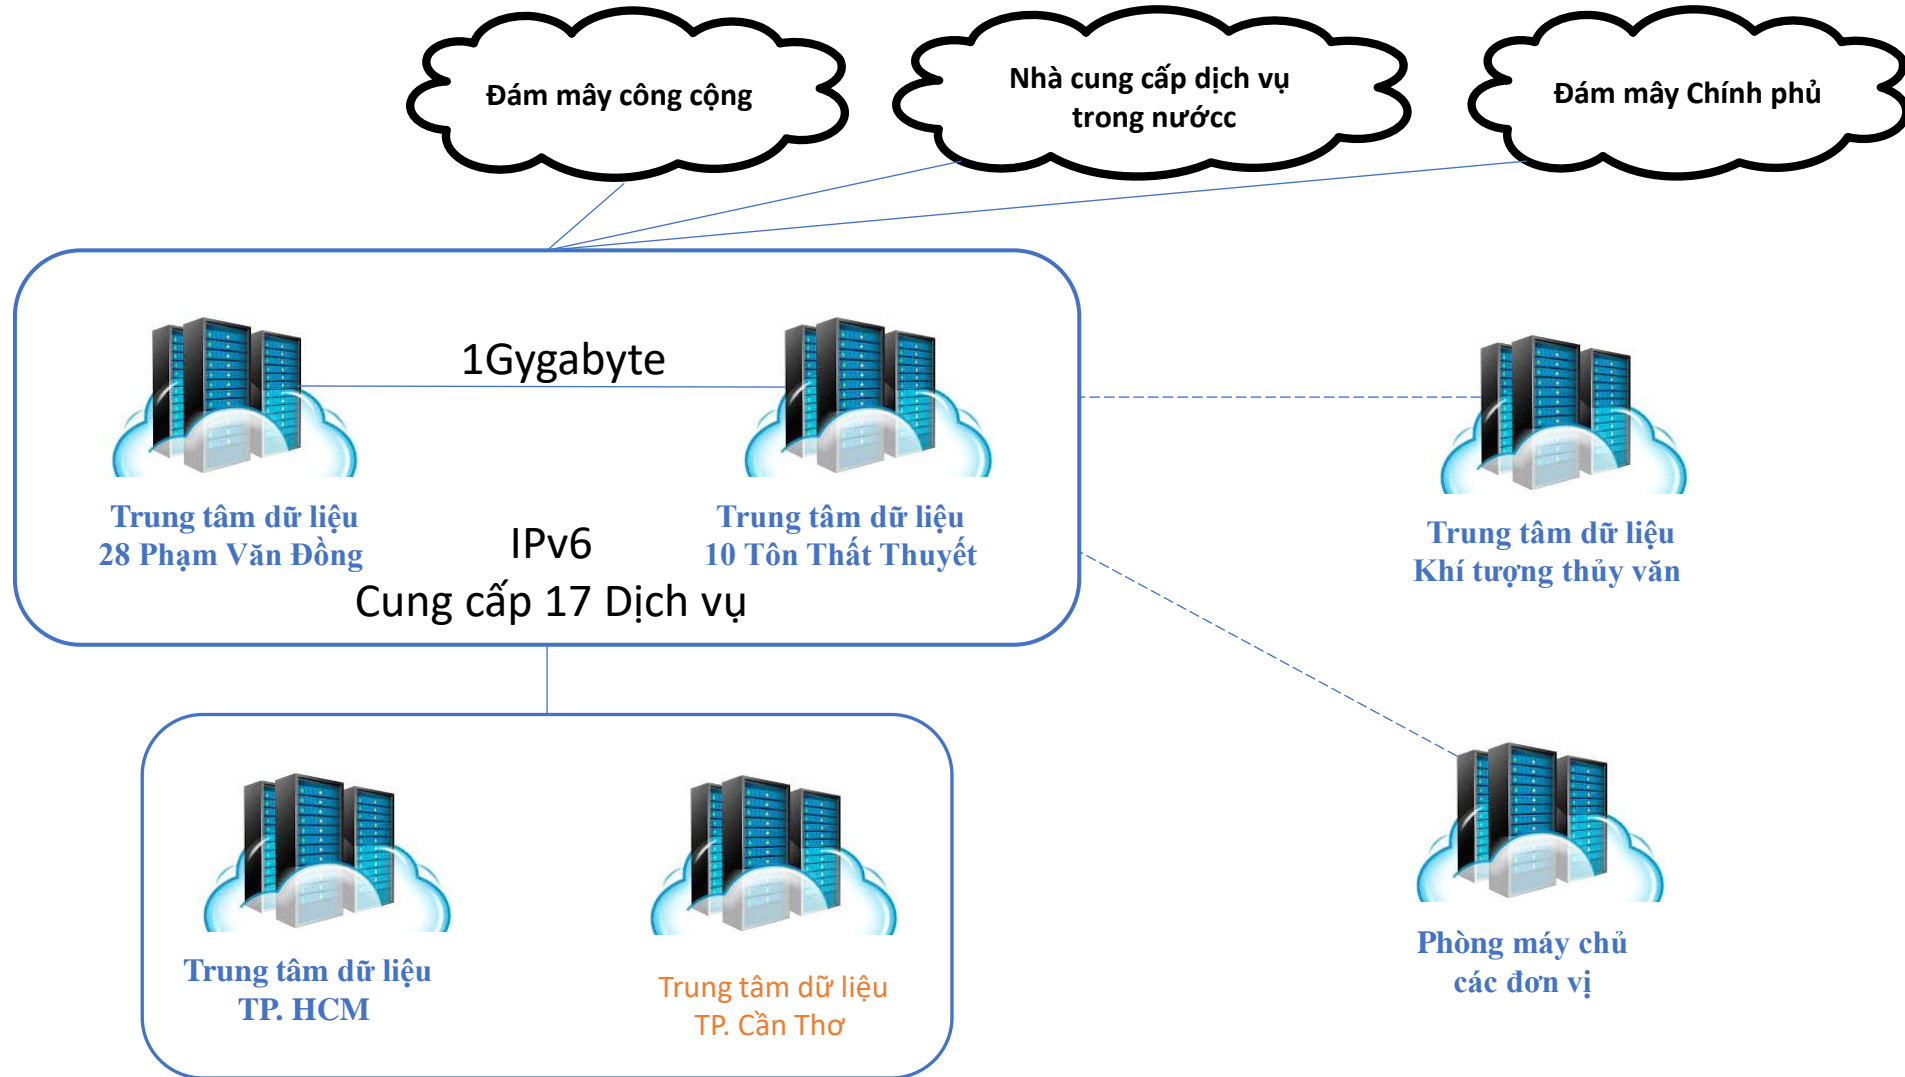 Đám mây công cộng
Nhà cung cấp dịch vụ
trong nướcc
Đám mây Chính phủ
1Gygabyte
Trung tâm dữ liệu
28 Phạm Văn Đồng
Trung tâm dữ liệu
10 Tôn Thất Thuyết
IPv6
Cung cấp 17 Dịch vụ
Trung tâm dữ liệu
Khí tượng thủy văn
Trung tâm dữ liệu
TP. HCM
Trung tâm dữ liệu
TP. Cần Thơ
Phòng máy chủ
các đơn vị